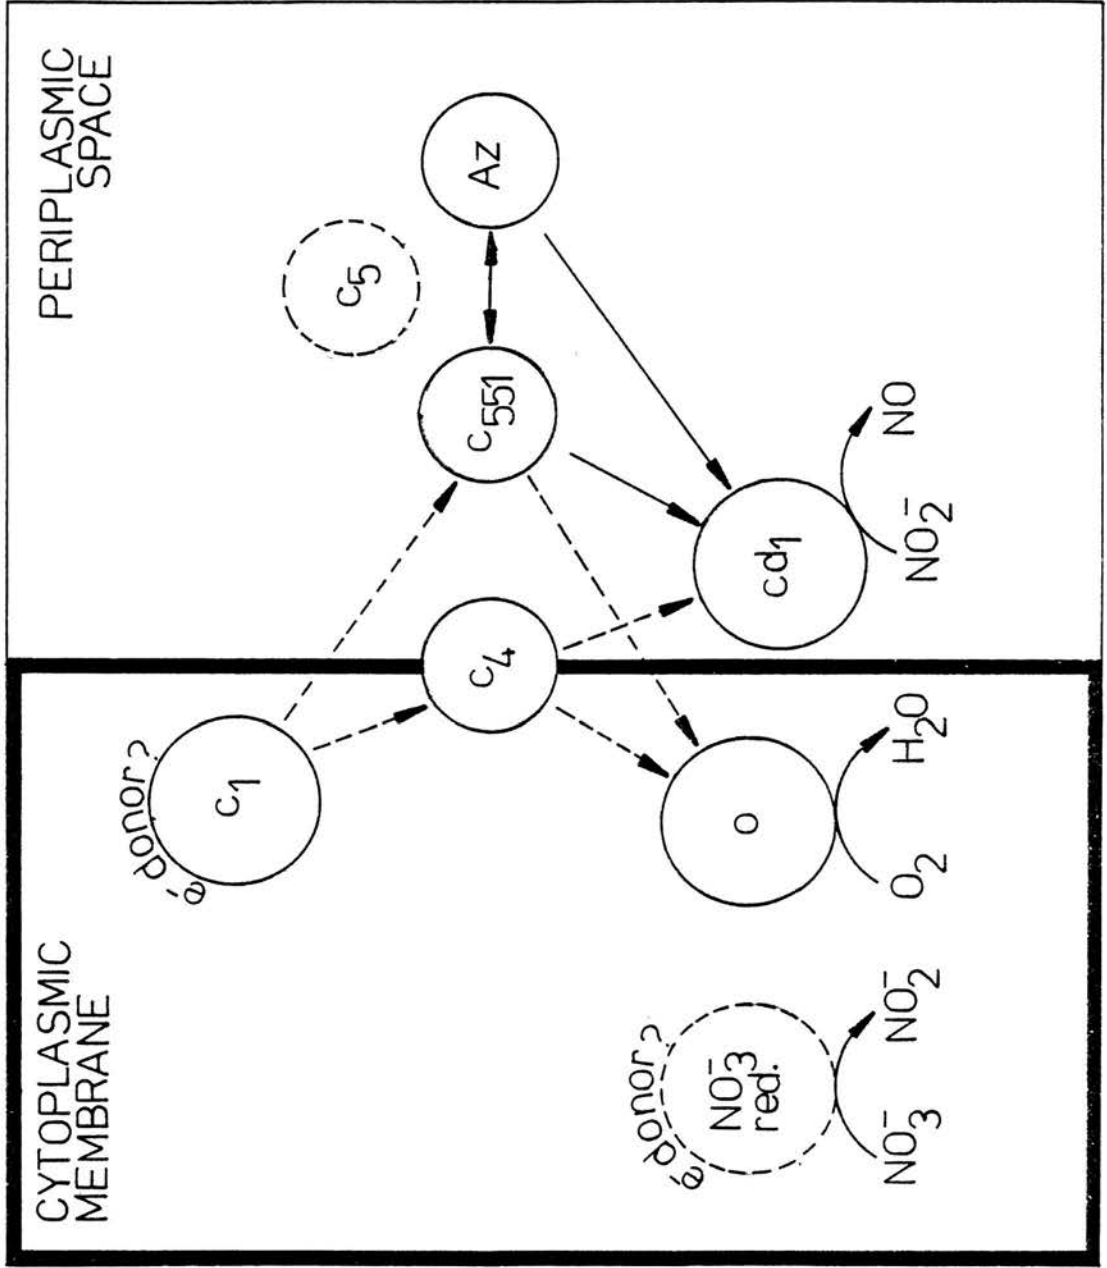 CYTOPLASMIC
MEMBRANE
PERIPLASMIC
SPACE
e⁻ donor?
c₁
c₅
c₄
c₅₅₁
Az
e⁻ donor?
NO₃⁻
red.
o
cd₁
NO₃⁻
NO₂⁻
O₂
H₂O
NO₂⁻
NO